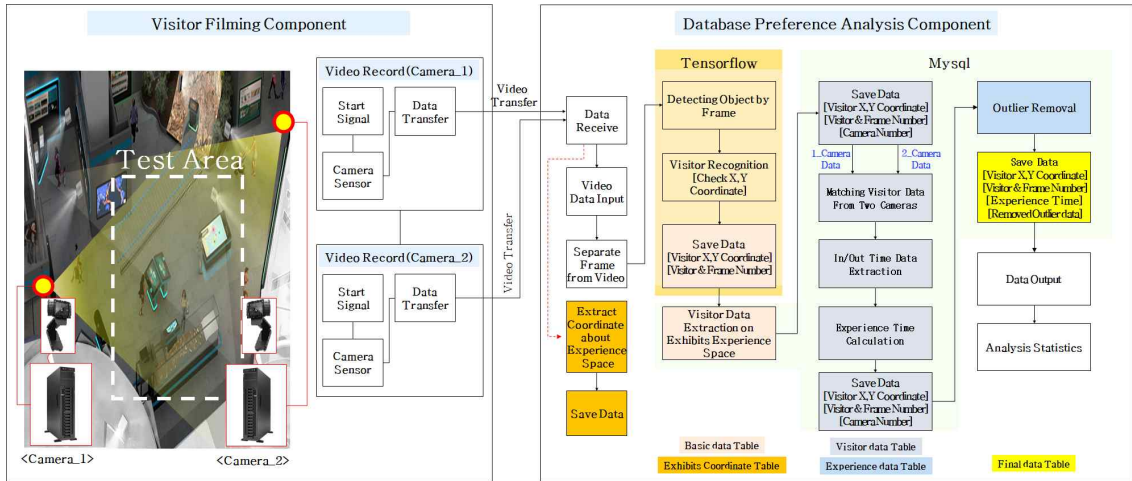 Visitor Filming Component
Test Area
<Camera_1>
<Camera_2>
Video Record(Camera_1)
Start
Signal
Data
Transfer
Camera
Sensor
Video Record(Camera_2)
Start
Signal
Data
Transfer
Camera
Sensor
Video
Transfer
Video Transfer
Database Preference Analysis Component
Data
Receive
Video
Data Input
Separate
Frame
from Video
Extract
Coordinate
about
Experience
Space
Save Data
Tensorflow
Detecting Object by
Frame
Visitor Recognition
[Check X,Y
Coordinate]
Save Data
[Visitor X,Y Coordinate]
[Visitor & Frame Number]
Visitor Data
Extraction on
Exhibits Experience
Space
Mysql
Save Data
[Visitor X,Y Coordinate]
[Visitor & Frame Number]
[Camera Number]
1_Camera
Data
2_Camera
Data
Matching Visitor Data
From Two Cameras
In/Out Time Data
Extraction
Experience Time
Calculation
Save Data
[Visitor X,Y Coordinate]
[Visitor & Frame Number]
[Camera Number]
Outlier Removal
Save Data
[Visitor X,Y Coordinate]
[Visitor & Frame Number]
[Experience Time]
[Removed Outlier data]
Data Output
Analysis Statistics
Basic data Table
Visitor data Table
Exhibits Coordinate Table
Experience data Table
Final data Table